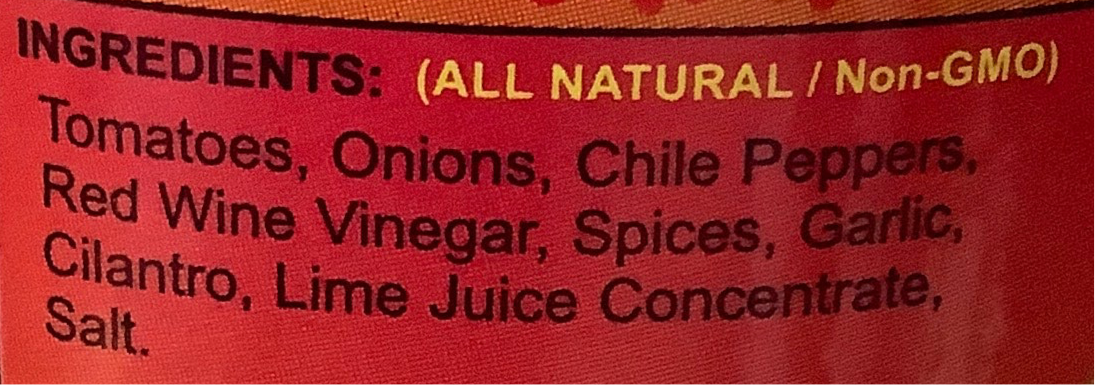 INGREDIENTS: (ALL NATURAL / Non-GMO)
Tomatoes, Onions, Chile Peppers,
Red Wine Vinegar, Spices, Garlic,
Cilantro, Lime Juice Concentrate,
Salt.